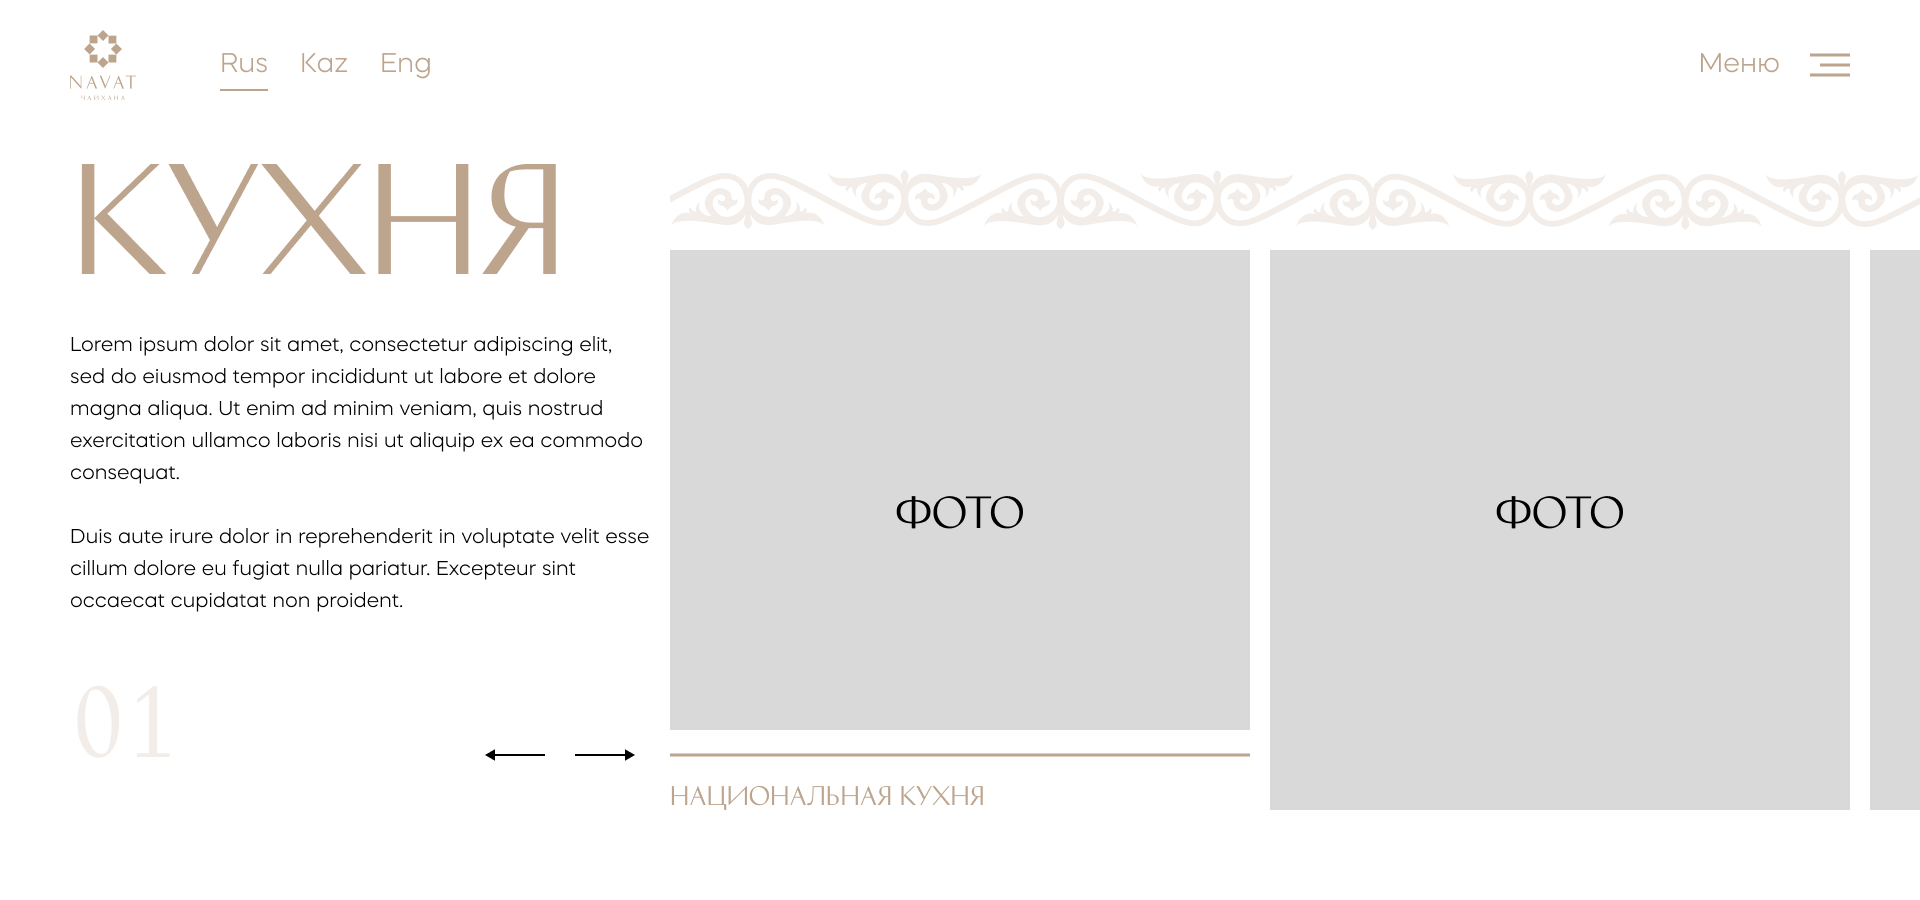 NAVAT
ЧАЙХАНА
Rus Kaz Eng
Меню
КУХНЯ
Lorem ipsum dolor sit amet, consectetur adipiscing elit,
sed do eiusmod tempor incididunt ut labore et dolore
magna aliqua. Ut enim ad minim veniam, quis nostrud
exercitation ullamco laboris nisi ut aliquip ex ea commodo
consequat.
Duis aute irure dolor in reprehenderit in voluptate velit esse
cillum dolore eu fugiat nulla pariatur. Excepteur sint
occaecat cupidatat non proident.
01
ФОТО
НАЦИОНАЛЬНАЯ КУХНЯ
ФОТО